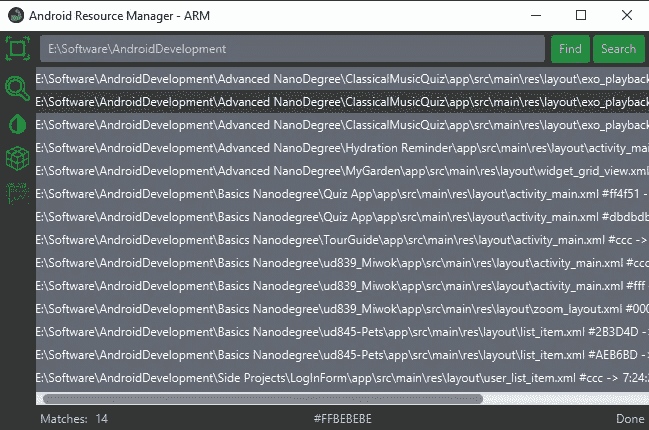 Android Resource Manager - ARM
E:\Software\AndroidDevelopment
Find
Search
E:\Software\AndroidDevelopment\Advanced NanoDegree\ClassicalMusicQuiz\app\src\main\res\layout\exo_playback
E:\Software\AndroidDevelopment\Advanced NanoDegree\ClassicalMusicQuiz\app\src\main\res\layout\exo_playback
E:\Software\AndroidDevelopment\Advanced NanoDegree\ClassicalMusicQuiz\app\src\main\res\layout\exo_playback
E:\Software\AndroidDevelopment\Advanced NanoDegree\Hydration Reminder\app\src\main\res\layout\activity_mai
E:\Software\AndroidDevelopment\Advanced NanoDegree\MyGarden\app\src\main\res\layout\widget_grid_view.xml
E:\Software\AndroidDevelopment\Basics Nanodegree\Quiz App\app\src\main\res\layout\activity_main.xml #ff4f51 -
E:\Software\AndroidDevelopment\Basics Nanodegree\Quiz App\app\src\main\res\layout\activity_main.xml #dbdbdb
E:\Software\AndroidDevelopment\Basics Nanodegree\TourGuide\app\src\main\res\layout\activity_main.xml #ccc ->
E:\Software\AndroidDevelopment\Basics Nanodegree\ud839_Miwok\app\src\main\res\layout\activity_main.xml #ccc
E:\Software\AndroidDevelopment\Basics Nanodegree\ud839_Miwok\app\src\main\res\layout\activity_main.xml #fff
E:\Software\AndroidDevelopment\Basics Nanodegree\ud839_Miwok\app\src\main\res\layout\zoom_layout.xml #000
E:\Software\AndroidDevelopment\Basics Nanodegree\ud845-Pets\app\src\main\res\layout\list_item.xml #2B3D4D -
E:\Software\AndroidDevelopment\Basics Nanodegree\ud845-Pets\app\src\main\res\layout\list_item.xml #AEB6BD -
E:\Software\AndroidDevelopment\Side Projects\LogInForm\app\src\main\res\layout\user_list_item.xml #ccc -> 7:24:
Matches: 14
#FFBEBEBE
Done